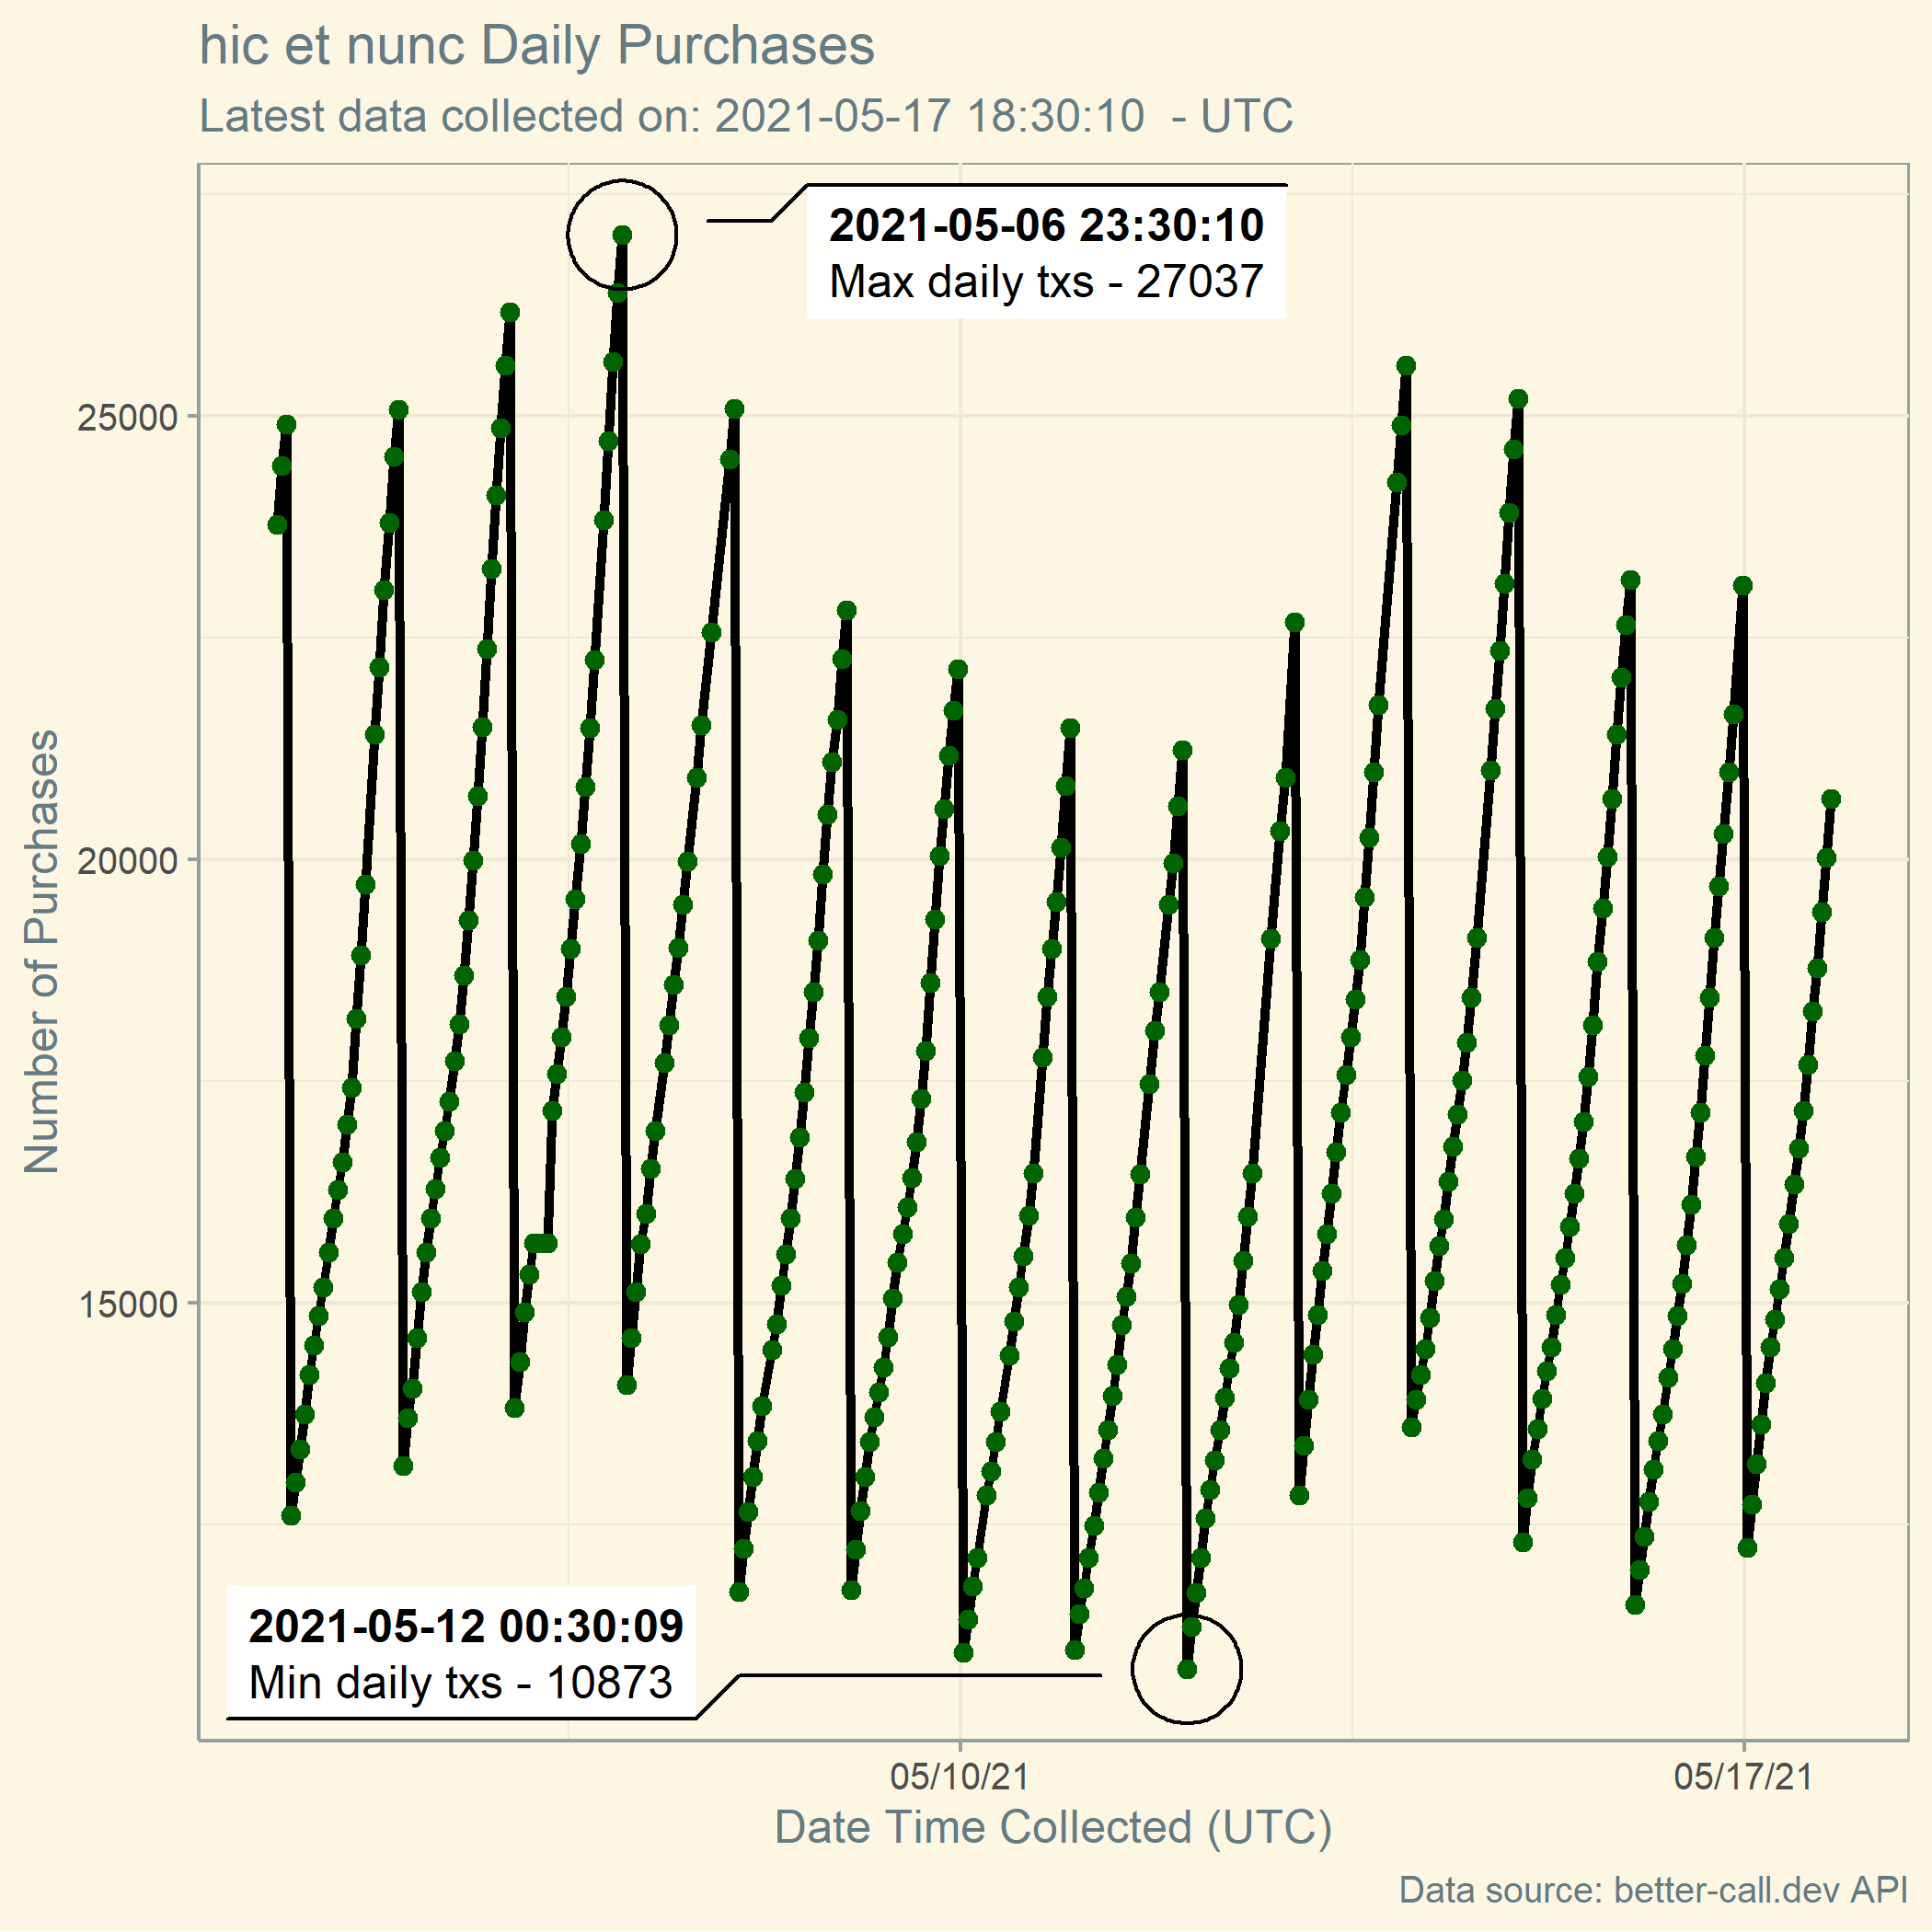 hic et nunc Daily Purchases
Latest data collected on: 2021-05-17 18:30:10  - UTC
2021-05-06 23:30:10
Max daily txs - 27037
25000
20000
15000
Number of Purchases
2021-05-12 00:30:09
Min daily txs - 10873
05/10/21
05/17/21
Date Time Collected (UTC)
Data source: better-call.dev API